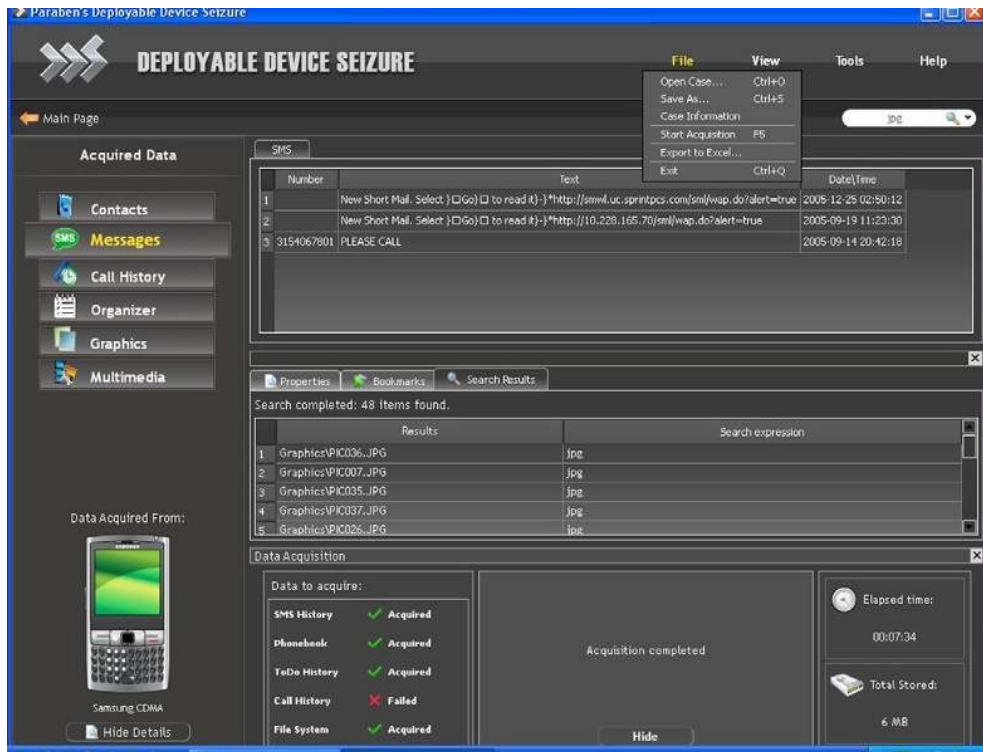 Paraben's Deployable Device Seizure
DEPLOYABLE DEVICE SEIZURE
File View Tools Help
Open Case... Ctrl+O
Save As... Ctrl+S
Case Information
Start Acquisition F5
Export to Excel...
Exit Ctrl+Q
Main Page
jpg
Acquired Data
Contacts
SMS Messages
Call History
Organizer
Graphics
Multimedia
SMS
Number Text Date\Time
1 New Short Mail. Select }□Go}□ to read it}-}*http://smwl.uc.sprintpcs.com/sml/wap.do?alert=true 2005-12-25 02:50:12
2 New Short Mail. Select }□Go}□ to read it}-}*http://10.228.165.70/sml/wap.do?alert=true 2005-09-19 11:23:30
3 3154067801 PLEASE CALL 2005-09-14 20:42:18
Properties Bookmarks Search Results
Search completed: 48 items found.
Results Search expression
1 Graphics\PIC036.JPG jpg
2 Graphics\PIC007.JPG jpg
3 Graphics\PIC035.JPG jpg
4 Graphics\PIC037.JPG jpg
5 Graphics\PIC026.JPG jpg
Data Acquired From:
SAMSUNG
Samsung CDMA
Hide Details
Data Acquisition
Data to acquire:
SMS History Acquired
Phonebook Acquired
ToDo History Acquired
Call History Failed
File System Acquired
Acquisition completed
Hide
Elapsed time:
00:07:34
Total Stored:
6 MB